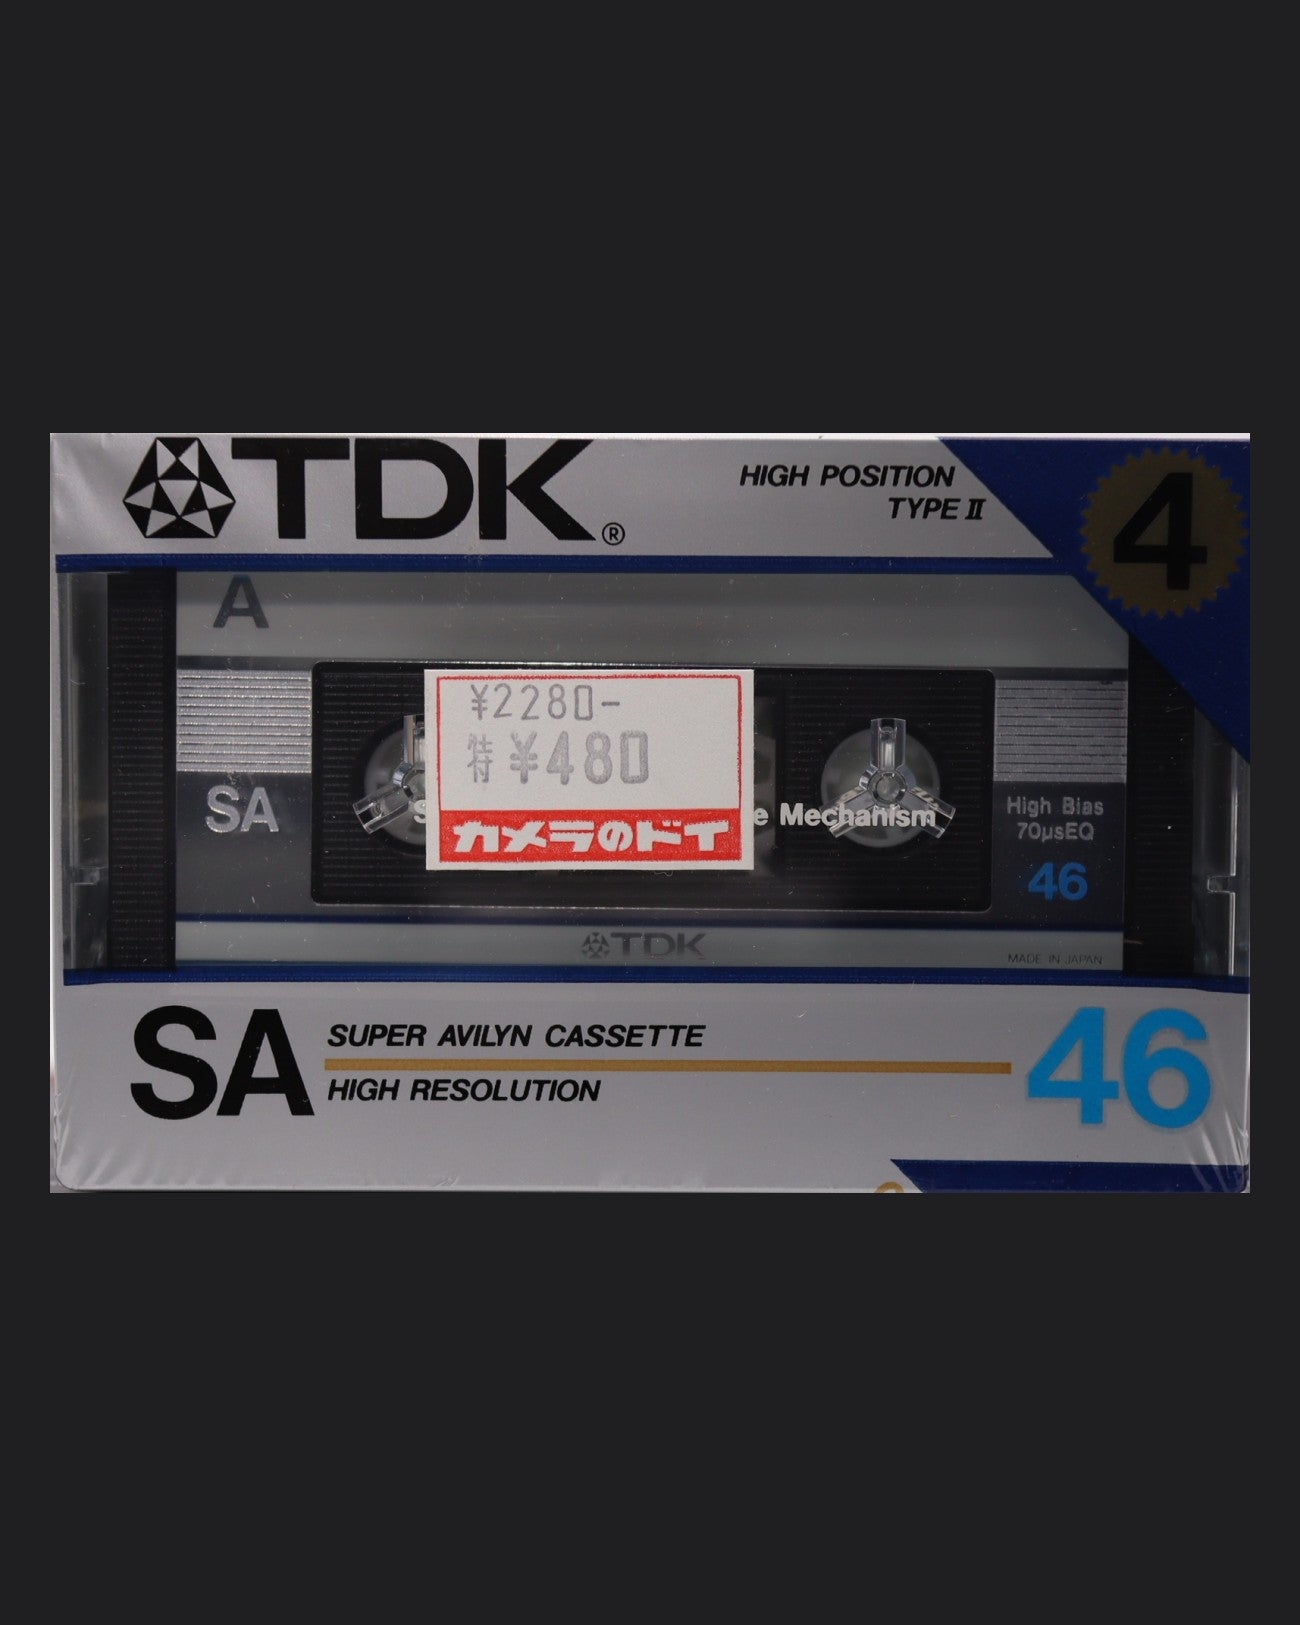 TDK®
HIGH POSITION
TYPE II
4
A
¥2280-
特 ¥480
カメラのドイ
SA
Mechanism
High Bias
70µsEQ
46
TDK
MADE IN JAPAN
SA
SUPER AVILYN CASSETTE
HIGH RESOLUTION
46